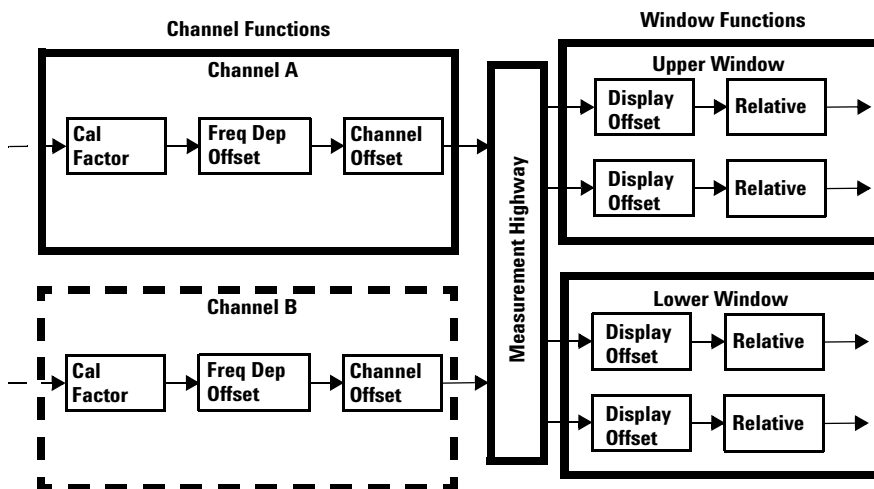 Channel Functions
Window Functions
Channel A
Cal
Factor
Freq Dep
Offset
Channel
Offset
Channel B
Cal
Factor
Freq Dep
Offset
Channel
Offset
Measurement Highway
Upper Window
Display
Offset
Relative
Display
Offset
Relative
Lower Window
Display
Offset
Relative
Display
Offset
Relative